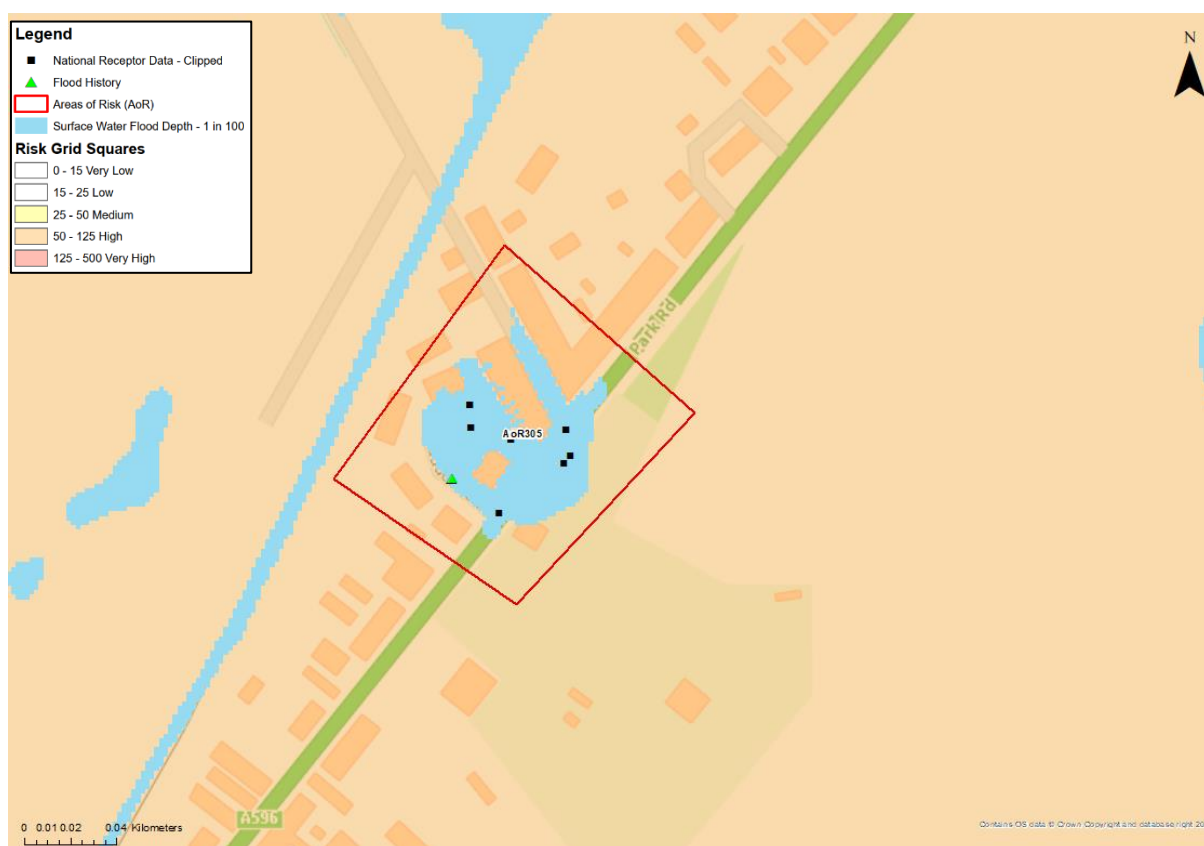 Legend
National Receptor Data - Clipped
Flood History
Areas of Risk (AoR)
Surface Water Flood Depth - 1 in 100
Risk Grid Squares
0 - 15 Very Low
15 - 25 Low
25 - 50 Medium
50 - 125 High
125 - 500 Very High
N
Park Rd
AoR305
A596
0 0.01 0.02 0.04 Kilometers
Contains OS data © Crown Copyright and database right 20